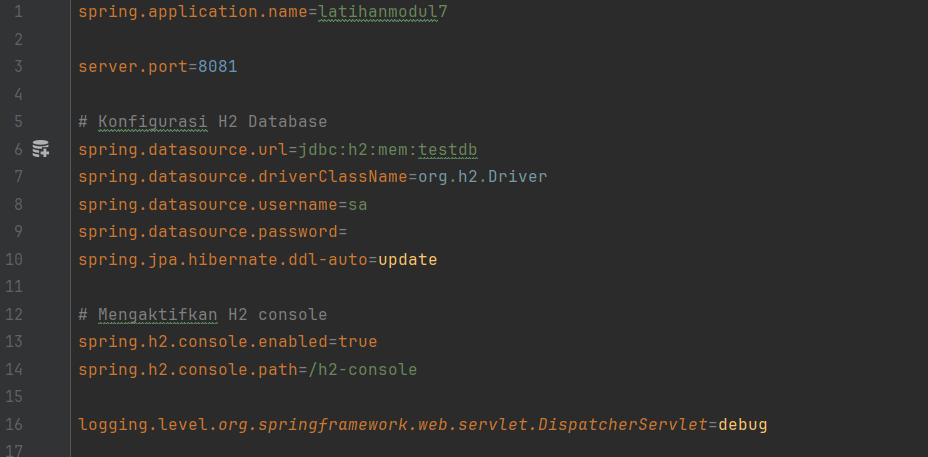 1 spring.application.name=latihanmodul7
2
3 server.port=8081
4
5 # Konfigurasi H2 Database
6 spring.datasource.url=jdbc:h2:mem:testdb
7 spring.datasource.driverClassName=org.h2.Driver
8 spring.datasource.username=sa
9 spring.datasource.password=
10 spring.jpa.hibernate.ddl-auto=update
11
12 # Mengaktifkan H2 console
13 spring.h2.console.enabled=true
14 spring.h2.console.path=/h2-console
15
16 logging.level.org.springframework.web.servlet.DispatcherServlet=debug
17